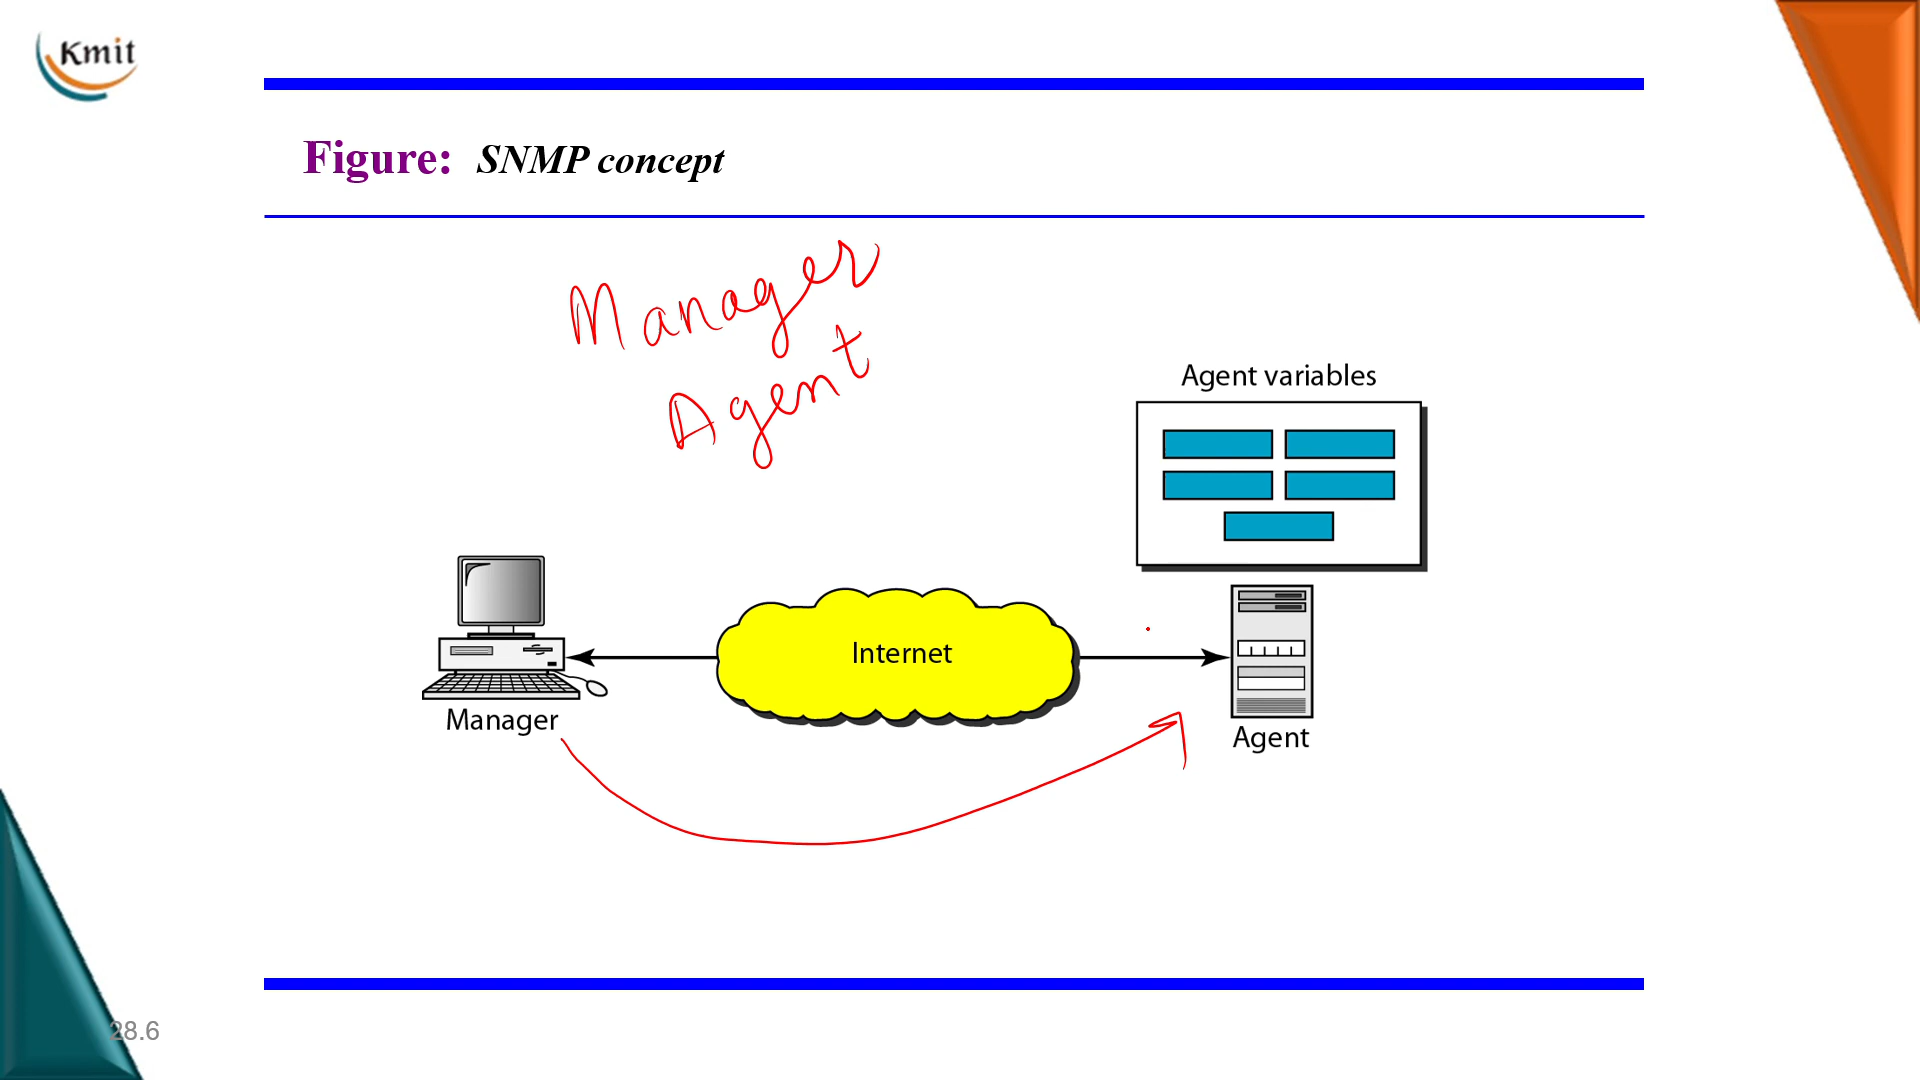 Kmit
Figure: SNMP concept
Manager
Agent
Agent variables
Internet
Manager
Agent
28.6